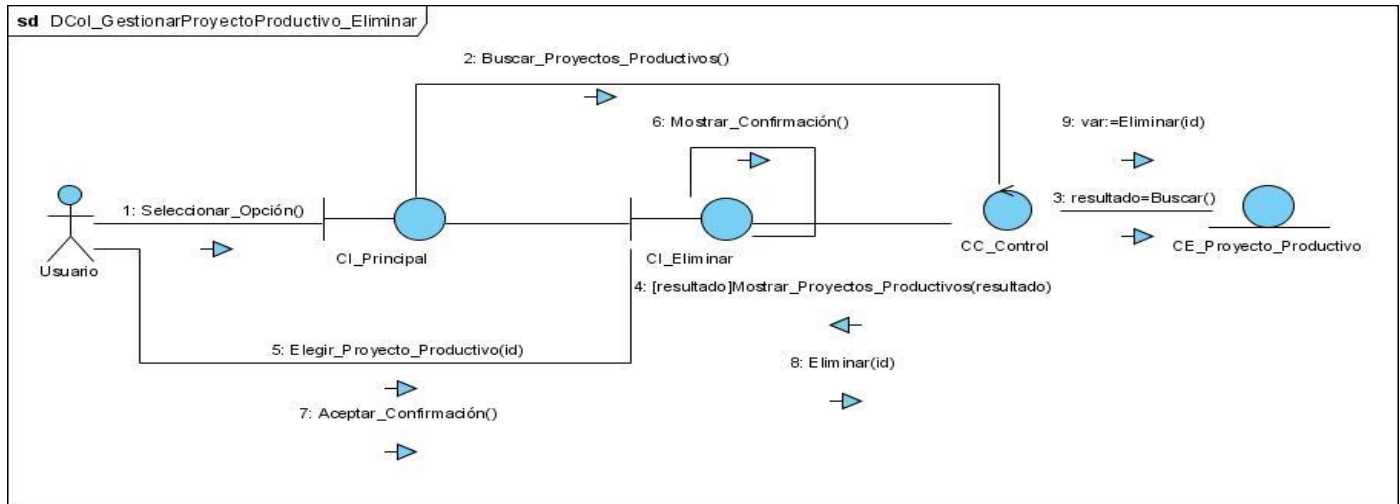 sd DCol_GestionarProyectoProductivo_Eliminar
2: Buscar_Proyectos_Productivos()
6: Mostrar_Confirmación()
9: var:=Eliminar(id)
1: Seleccionar_Opción()
3: resultado=Buscar()
Usuario
CI_Principal
CI_Eliminar
CC_Control
CE_Proyecto_Productivo
4: [resultado]Mostrar_Proyectos_Productivos(resultado)
5: Elegir_Proyecto_Productivo(id)
8: Eliminar(id)
7: Aceptar_Confirmación()